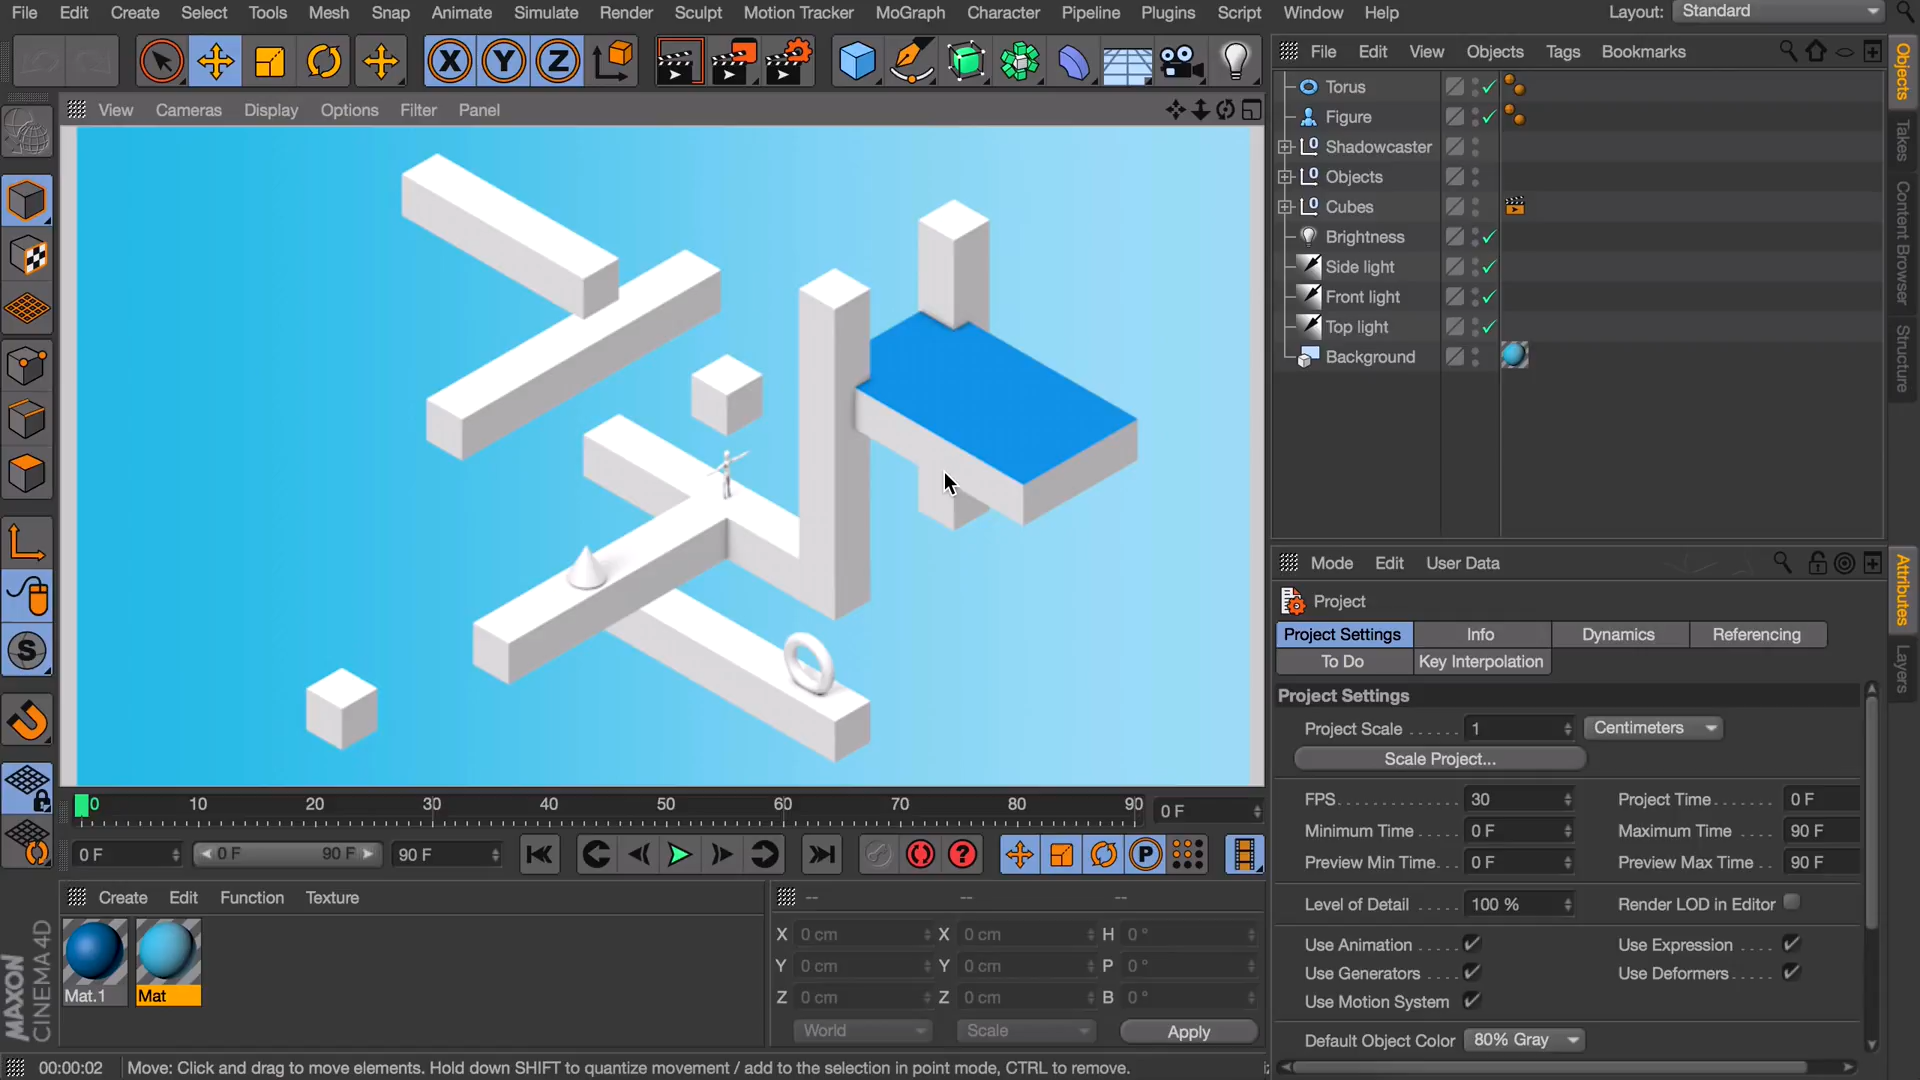 File Edit Create Select Tools Mesh Snap Animate Simulate Render Sculpt Motion Tracker MoGraph Character Pipeline Plugins Script Window Help Layout: Standard
X Y Z
View Cameras Display Options Filter Panel
File Edit View Objects Tags Bookmarks
Torus
Figure
Shadowcaster
Objects
Cubes
Brightness
Side light
Front light
Top light
Background
Objects
Takes
Content Browser
Structure
Mode Edit User Data
Project
Project Settings Info Dynamics Referencing
To Do Key Interpolation
Project Settings
Project Scale ...... 1 Centimeters
Scale Project...
FPS............. 30 Project Time...... 0 F
Minimum Time .... 0 F Maximum Time .... 90 F
Preview Min Time... 0 F Preview Max Time .. 90 F
Level of Detail ..... 100 % Render LOD in Editor
Use Animation ..... Use Expression ....
Use Generators .... Use Deformers.....
Use Motion System
Default Object Color 80% Gray
Attributes
Layers
0 10 20 30 40 50 60 70 80 90 0 F
0 F 0 F 90 F 90 F
S
P
?
Create Edit Function Texture
Mat.1 Mat
MAXON
CINEMA 4D
-- -- --
X 0 cm X 0 cm H 0 °
Y 0 cm Y 0 cm P 0 °
Z 0 cm Z 0 cm B 0 °
World Scale Apply
00:00:02 Move: Click and drag to move elements. Hold down SHIFT to quantize movement / add to the selection in point mode, CTRL to remove.